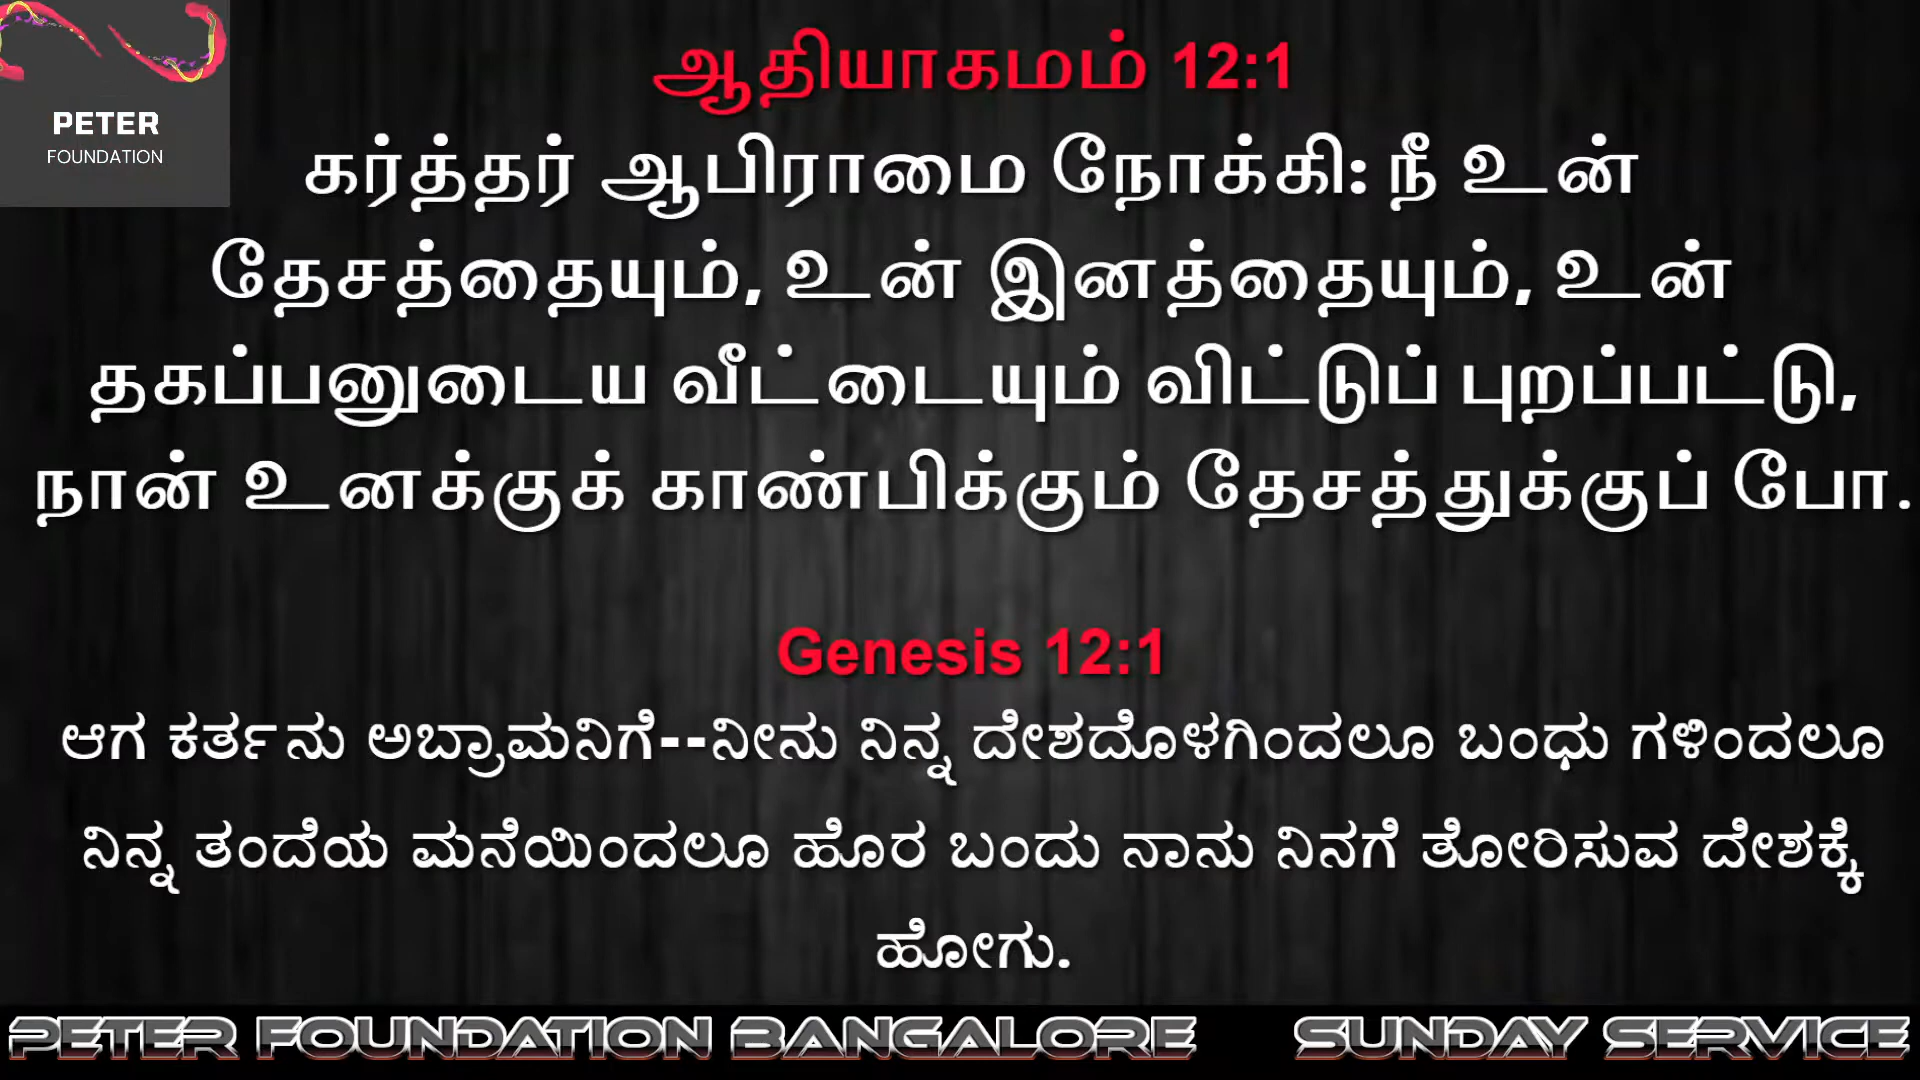 PETER
FOUNDATION
ஆதியாகமம் 12:1
கர்த்தர் ஆபிராமை நோக்கி: நீ உன்
தேசத்தையும், உன் இனத்தையும், உன்
தகப்பனுடைய வீட்டையும் விட்டுப் புறப்பட்டு,
நான் உனக்குக் காண்பிக்கும் தேசத்துக்குப் போ.
Genesis 12:1
ಆಗ ಕರ್ತನು ಅಬ್ರಾಮನಿಗೆ--ನೀನು ನಿನ್ನ ದೇಶದೊಳಗಿಂದಲೂ ಬಂಧು ಗಳಿಂದಲೂ
ನಿನ್ನ ತಂದೆಯ ಮನೆಯಿಂದಲೂ ಹೊರ ಬಂದು ನಾನು ನಿನಗೆ ತೋರಿಸುವ ದೇಶಕ್ಕೆ
ಹೋಗು.
PETER FOUNDATION BANGALORE SUNDAY SERVICE